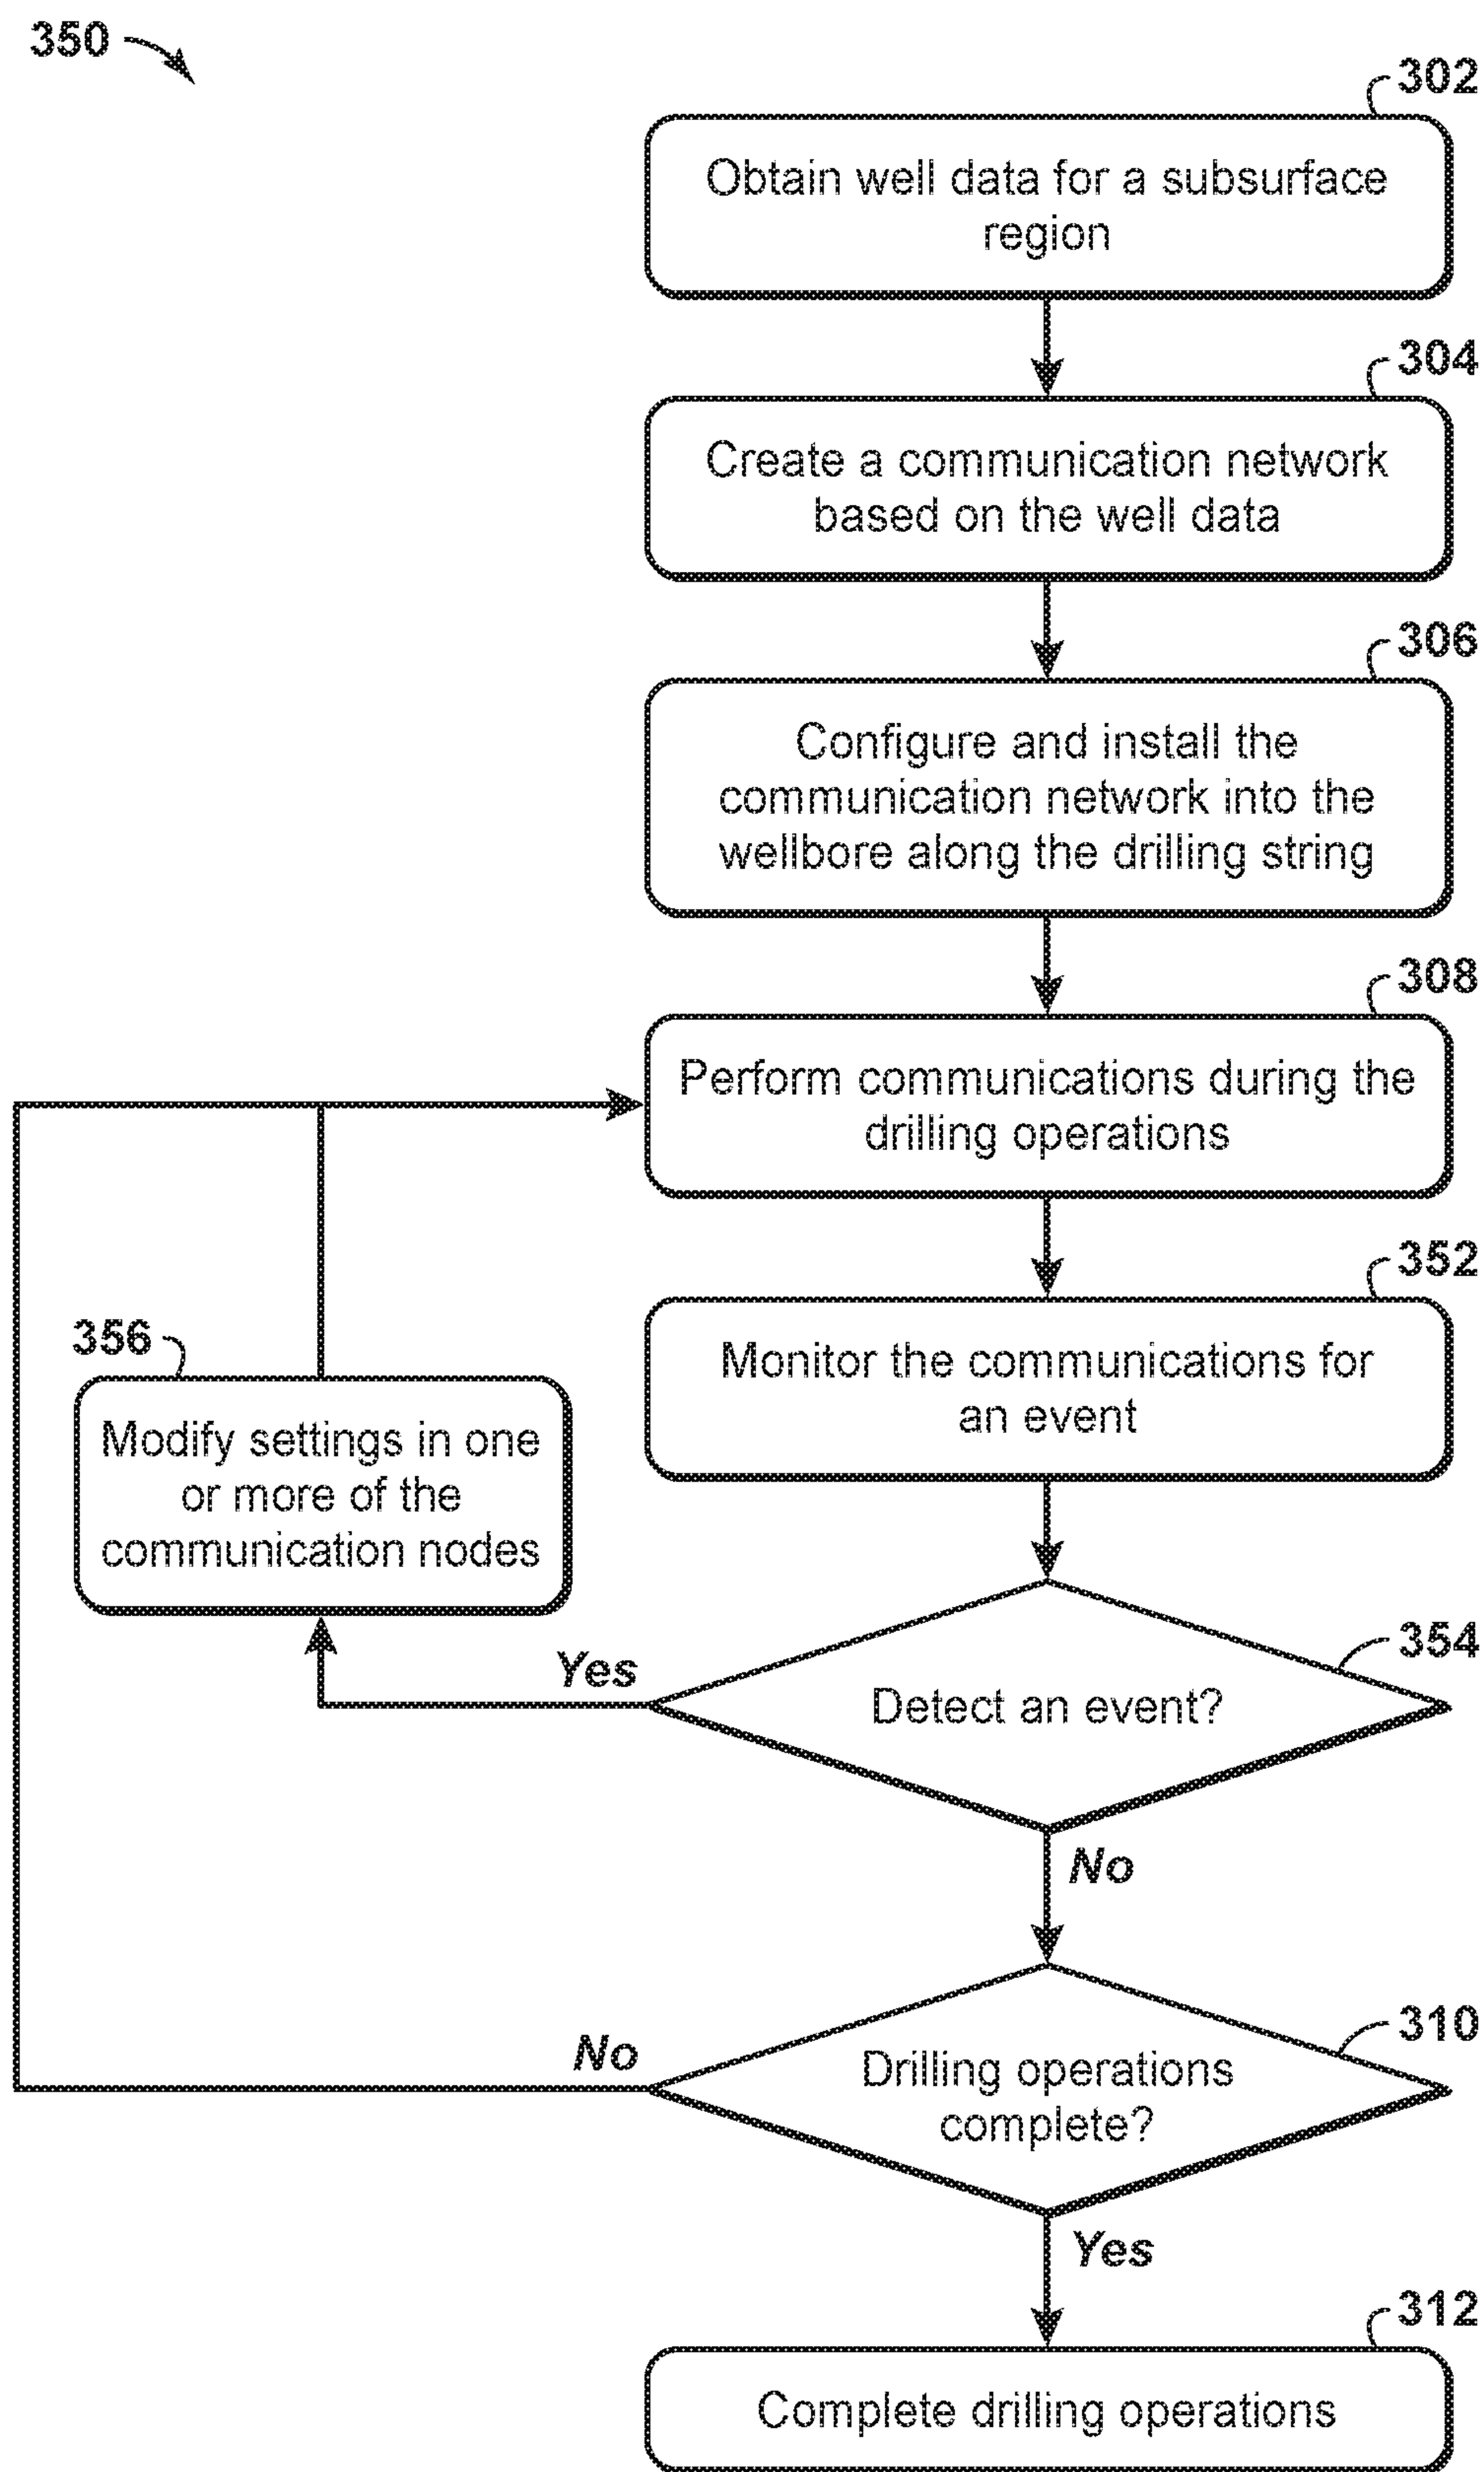 350
302
Obtain well data for a subsurface
region
304
Create a communication network
based on the well data
306
Configure and install the
communication network into the
wellbore along the drilling string
308
Perform communications during the
drilling operations
352
Monitor the communications for
an event
356
Modify settings in one
or more of the
communication nodes
354
Yes
Detect an event?
No
310
No
Drilling operations
complete?
Yes
312
Complete drilling operations